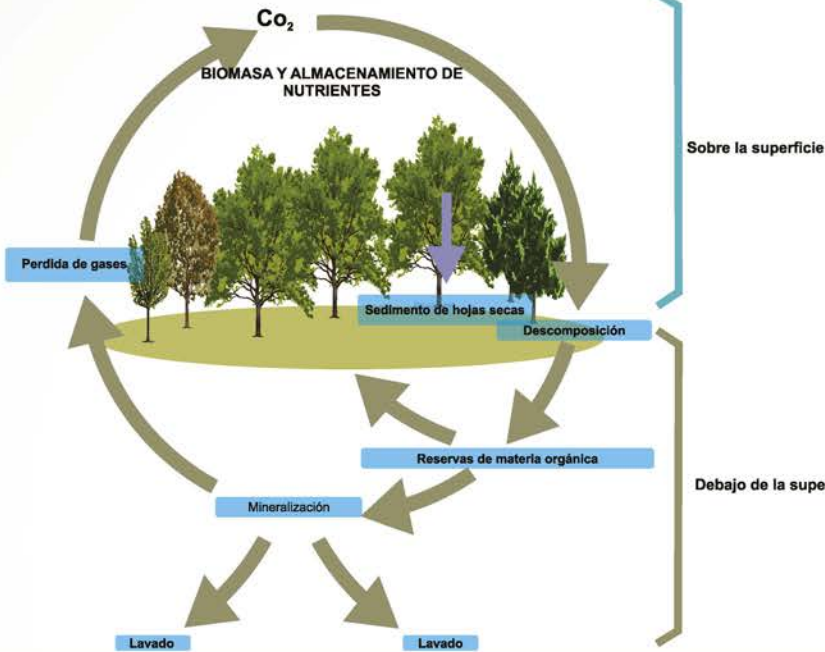 Co₂
BIOMASA Y ALMACENAMIENTO DE
NUTRIENTES
Sobre la superficie
Perdida de gases
Sedimento de hojas secas
Descomposición
Reservas de materia orgánica
Debajo de la supe
Mineralización
Lavado
Lavado